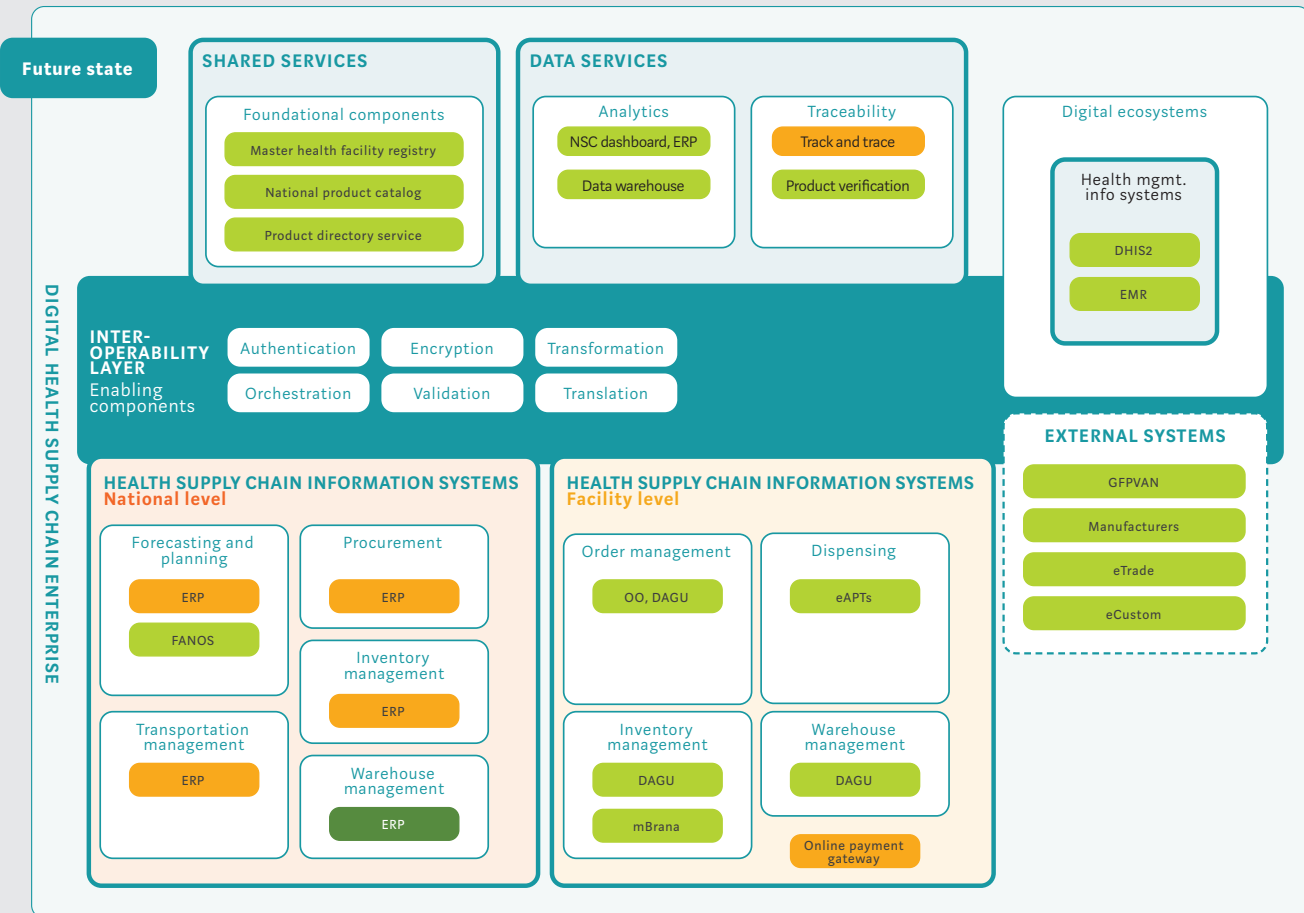 Future state
DIGITAL HEALTH SUPPLY CHAIN ENTERPRISE
SHARED SERVICES
Foundational components
Master health facility registry
National product catalog
Product directory service
DATA SERVICES
Analytics
NSC dashboard, ERP
Data warehouse
Traceability
Track and trace
Product verification
Digital ecosystems
Health mgmt.
info systems
DHIS2
EMR
INTER-
OPERABILITY
LAYER
Enabling
components
Authentication
Encryption
Transformation
Orchestration
Validation
Translation
EXTERNAL SYSTEMS
GFPVAN
Manufacturers
eTrade
eCustom
HEALTH SUPPLY CHAIN INFORMATION SYSTEMS
National level
Forecasting and
planning
ERP
FANOS
Procurement
ERP
Inventory
management
ERP
Transportation
management
ERP
Warehouse
management
ERP
HEALTH SUPPLY CHAIN INFORMATION SYSTEMS
Facility level
Order management
OO, DAGU
Dispensing
eAPTs
Inventory
management
DAGU
mBrana
Warehouse
management
DAGU
Online payment
gateway